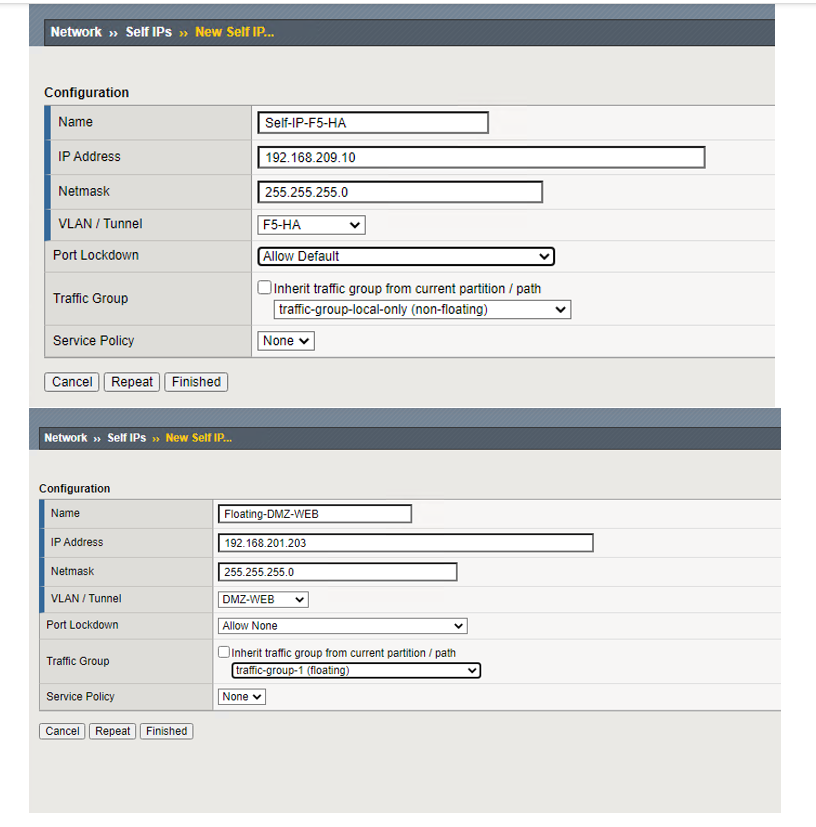 Network ›› Self IPs ›› New Self IP...
Configuration
Name Self-IP-F5-HA
IP Address 192.168.209.10
Netmask 255.255.255.0
VLAN / Tunnel F5-HA
Port Lockdown Allow Default
Inherit traffic group from current partition / path
Traffic Group
traffic-group-local-only (non-floating)
Service Policy None
Cancel Repeat Finished
Network ›› Self IPs ›› New Self IP...
Configuration
Name Floating-DMZ-WEB
IP Address 192.168.201.203
Netmask 255.255.255.0
VLAN / Tunnel DMZ-WEB
Port Lockdown Allow None
Inherit traffic group from current partition / path
Traffic Group
traffic-group-1 (floating)
Service Policy None
Cancel Repeat Finished